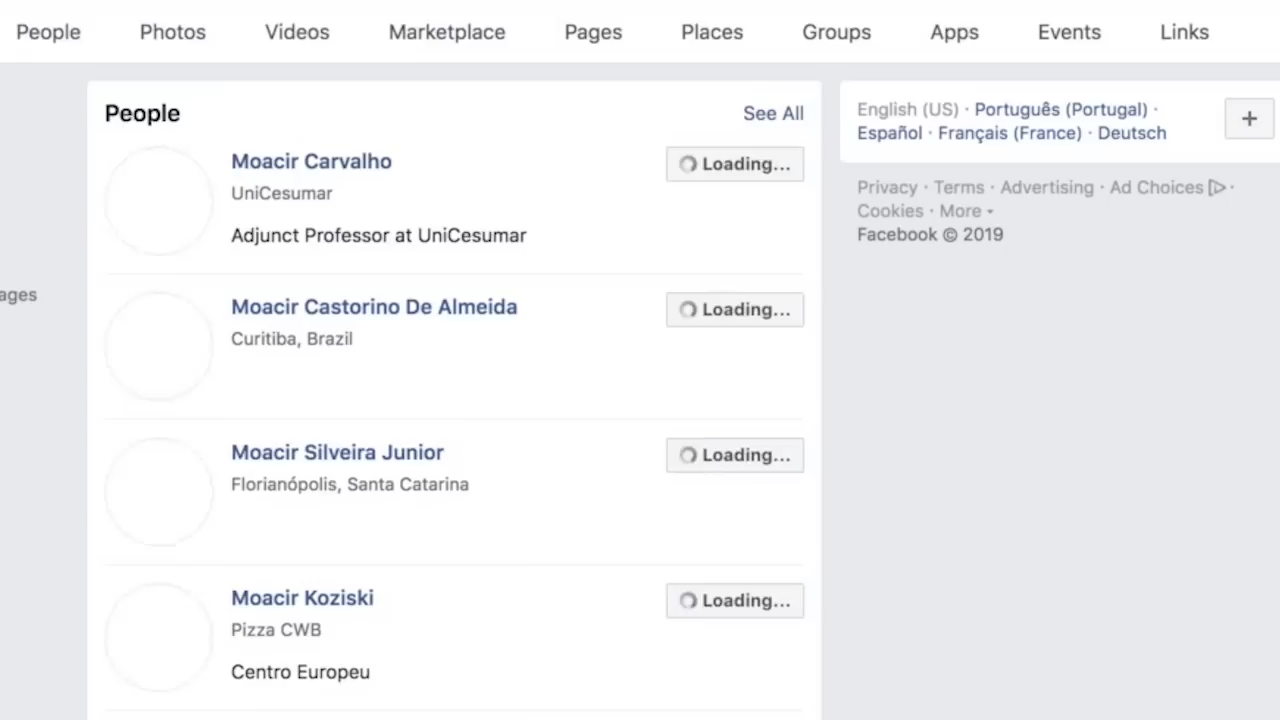 People Photos Videos Marketplace Pages Places Groups Apps Events Links
People
See All
Moacir Carvalho
UniCesumar
Adjunct Professor at UniCesumar
Loading...
Moacir Castorino De Almeida
Curitiba, Brazil
Loading...
Moacir Silveira Junior
Florianópolis, Santa Catarina
Loading...
Moacir Koziski
Pizza CWB
Centro Europeu
Loading...
ages
English (US) · Português (Portugal) ·
Español · Français (France) · Deutsch
+
Privacy · Terms · Advertising · Ad Choices ·
Cookies · More
Facebook © 2019